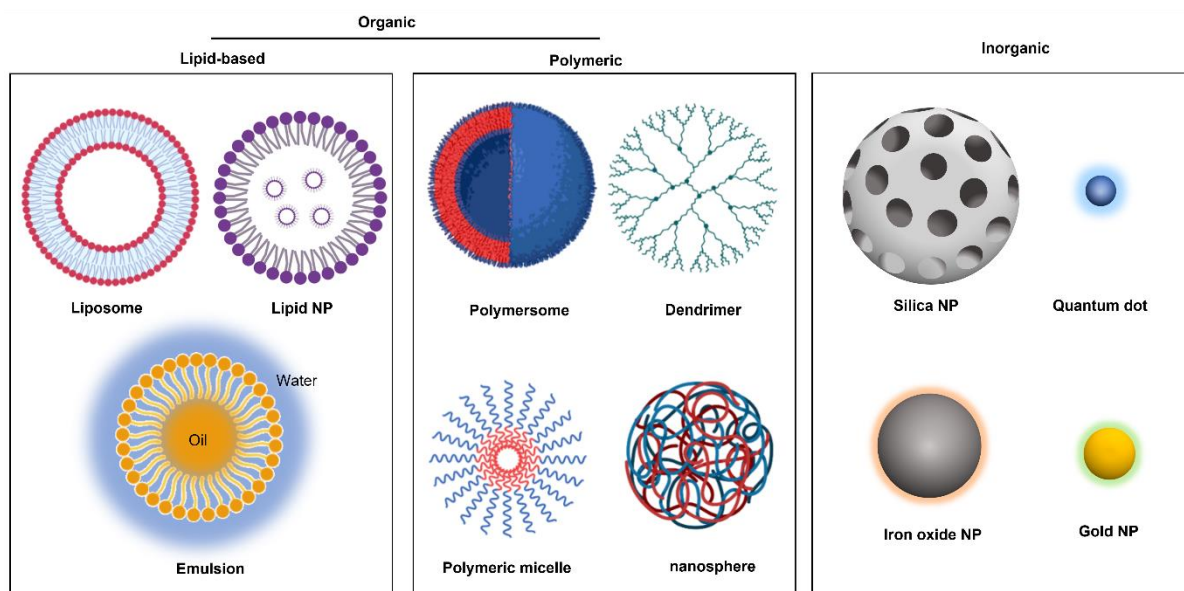 Organic
Lipid-based
Polymeric
Inorganic
Liposome
Lipid NP
Water
Oil
Emulsion
Polymersome
Dendrimer
Polymeric micelle
nanosphere
Silica NP
Quantum dot
Iron oxide NP
Gold NP